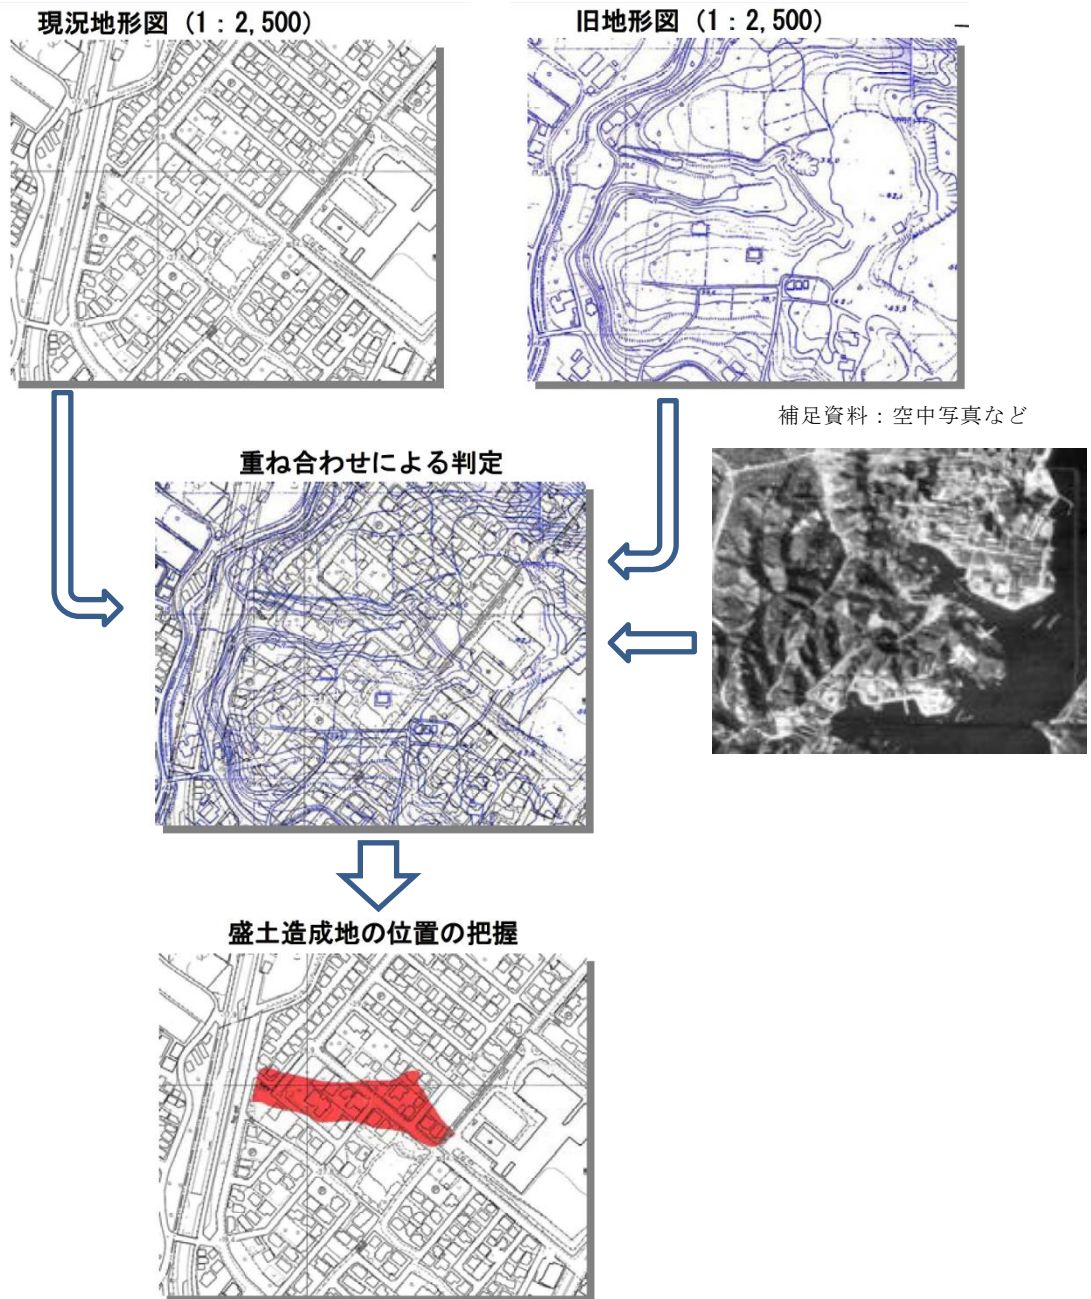 現況地形図（1：2,500）
旧地形図（1：2,500）
補足資料：空中写真など
重ね合わせによる判定
盛土造成地の位置の把握